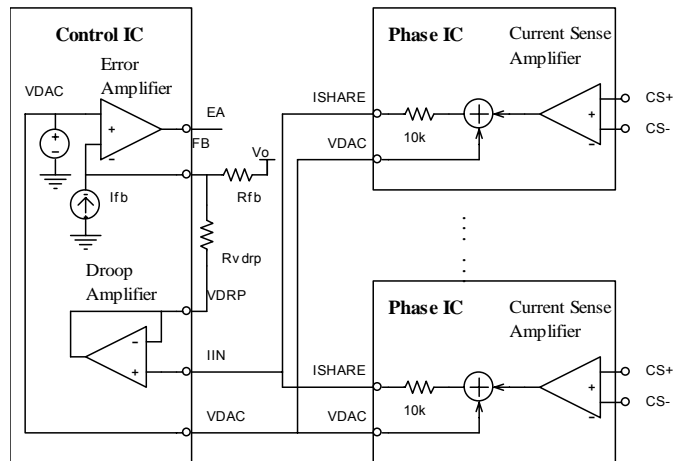 Control IC
Error
Amplifier
VDAC
+
-
+
-
EA
FB
Vo
Ifb
Rfb
Rvdrp
Droop
Amplifier
VDRP
-
+
IIN
VDAC
Phase IC
Current Sense
Amplifier
ISHARE
10k
VDAC
+
-
CS+
CS-
Phase IC
Current Sense
Amplifier
ISHARE
10k
VDAC
+
-
CS+
CS-